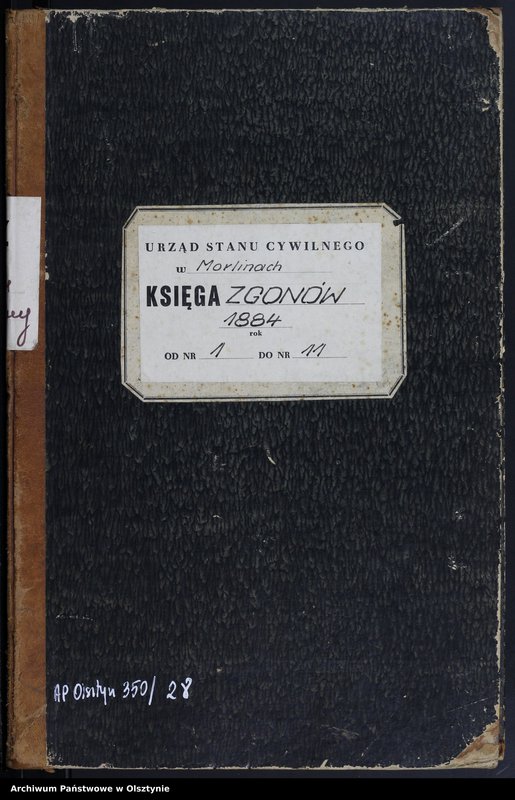 URZĄD STANU CYWILNEGO
w Morlinach
KSIĘGA ZGONÓW
1884
rok
OD NR 1 DO NR 11
AP Olsztyn 350/28
Archiwum Państwowe w Olsztynie